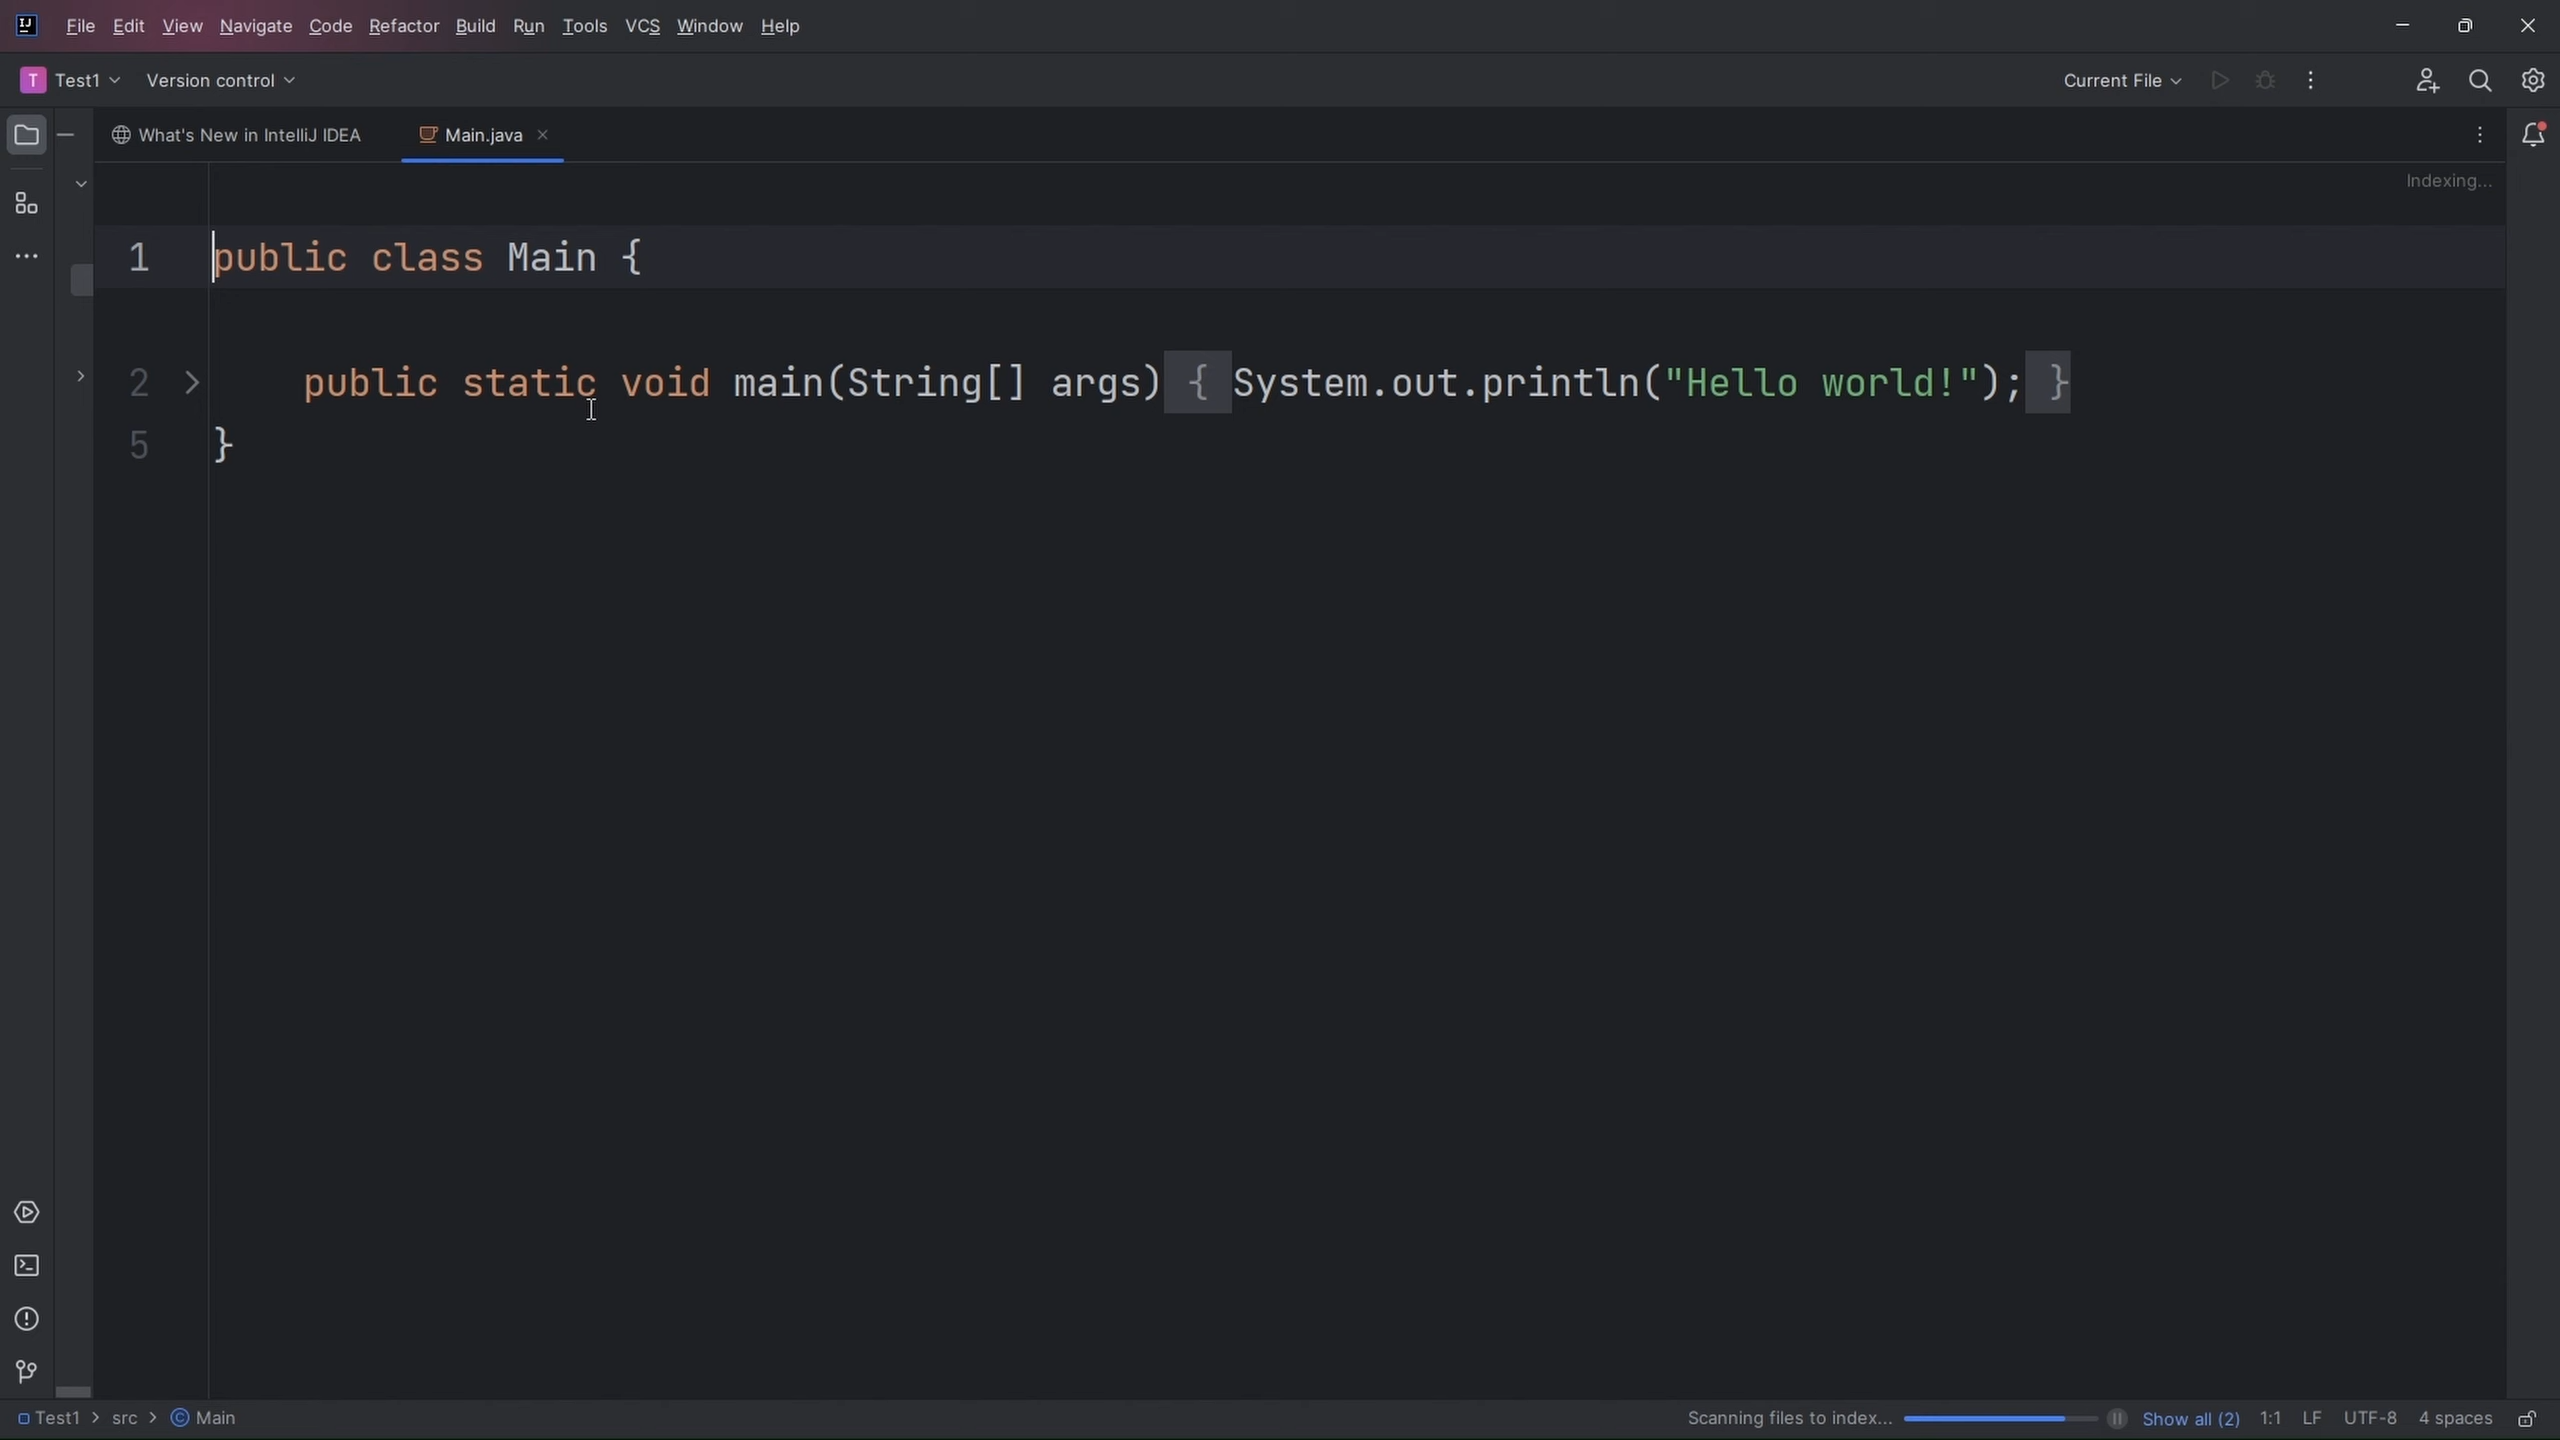 IJ File Edit View Navigate Code Refactor Build Run Tools VCS Window Help
T Test1 Version control Current File
What's New in IntelliJ IDEA Main.java
Indexing...
1 public class Main {
2 public static void main(String[] args) { System.out.println("Hello world!"); }
5 }
Test1 > src > C Main Scanning files to index... Show all (2) 1:1 LF UTF-8 4 spaces